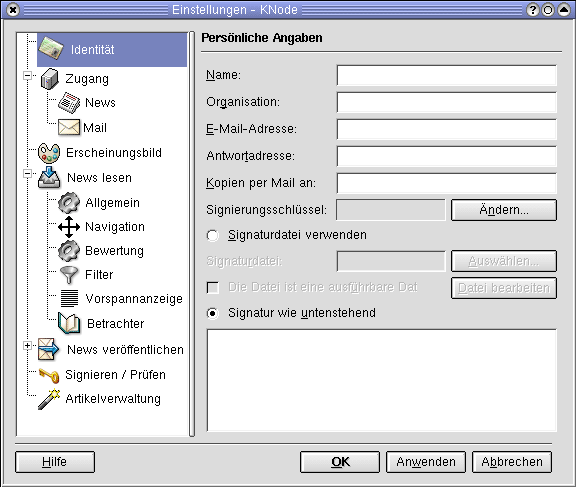 Einstellungen - KNode
Identität
Zugang
News
Mail
Erscheinungsbild
News lesen
Allgemein
Navigation
Bewertung
Filter
Vorspannanzeige
Betrachter
News veröffentlichen
Signieren / Prüfen
Artikelverwaltung
Persönliche Angaben
Name:
Organisation:
E-Mail-Adresse:
Antwortadresse:
Kopien per Mail an:
Signierungsschlüssel: Ändern...
Signaturdatei verwenden
Signaturdatei: Auswählen...
Die Datei ist eine ausführbare Dat Datei bearbeiten
Signatur wie untenstehend
Hilfe OK Anwenden Abbrechen